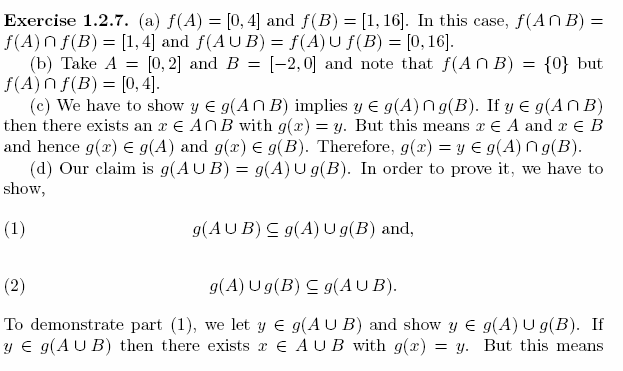 Exercise 1.2.7. (a) f(A) = [0, 4] and f(B) = [1, 16]. In this case, f(A ∩ B) =
f(A) ∩ f(B) = [1, 4] and f(A ∪ B) = f(A) ∪ f(B) = [0, 16].
(b) Take A = [0, 2] and B = [−2, 0] and note that f(A ∩ B) = {0} but
f(A) ∩ f(B) = [0, 4].
(c) We have to show y ∈ g(A ∩ B) implies y ∈ g(A) ∩ g(B). If y ∈ g(A ∩ B)
then there exists an x ∈ A ∩ B with g(x) = y. But this means x ∈ A and x ∈ B
and hence g(x) ∈ g(A) and g(x) ∈ g(B). Therefore, g(x) = y ∈ g(A) ∩ g(B).
(d) Our claim is g(A ∪ B) = g(A) ∪ g(B). In order to prove it, we have to
show,
(1) g(A ∪ B) ⊆ g(A) ∪ g(B) and,
(2) g(A) ∪ g(B) ⊆ g(A ∪ B).
To demonstrate part (1), we let y ∈ g(A ∪ B) and show y ∈ g(A) ∪ g(B). If
y ∈ g(A ∪ B) then there exists x ∈ A ∪ B with g(x) = y. But this means